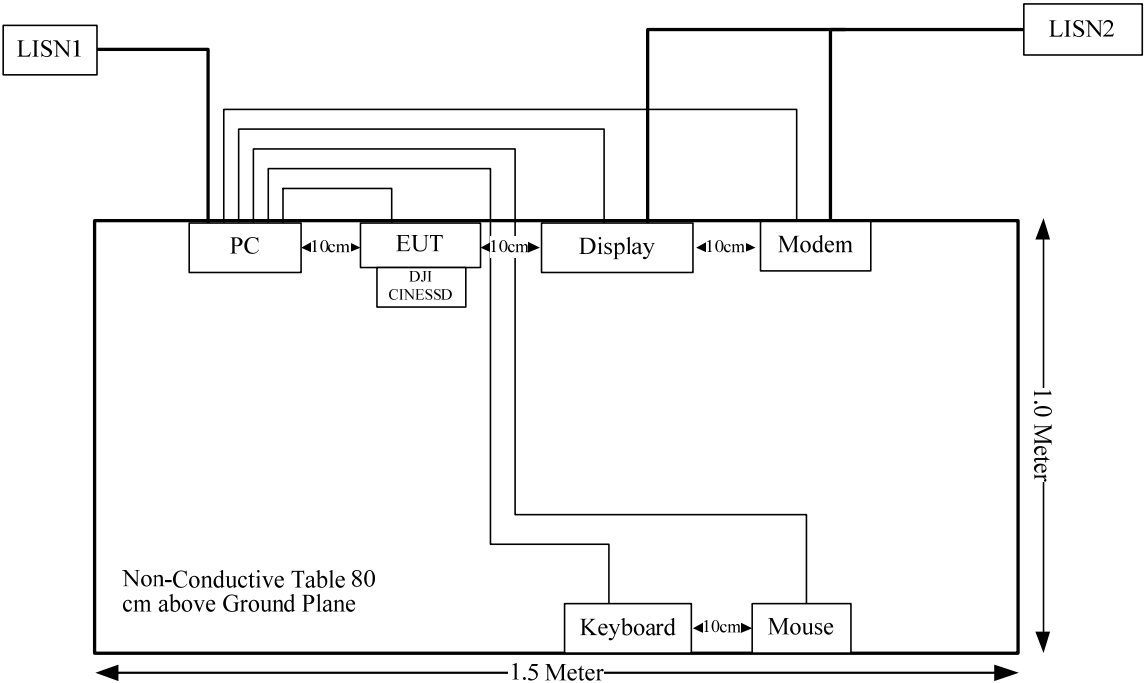 LISN1
LISN2
PC
10cm
EUT
10cm
Display
10cm
Modem
DJI
CINESSD
1.0 Meter
Non-Conductive Table 80
cm above Ground Plane
Keyboard
10cm
Mouse
1.5 Meter